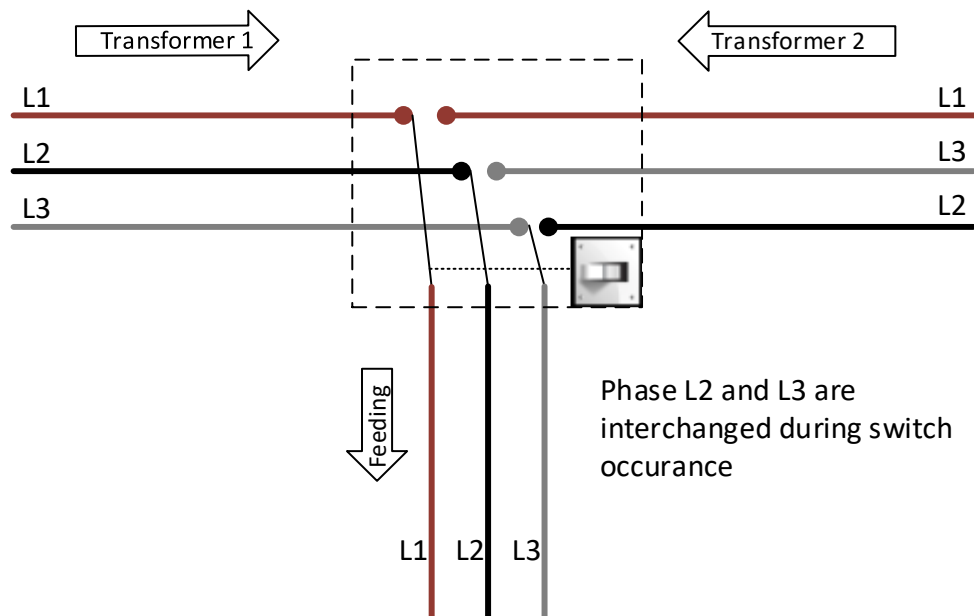 Transformer 1
Transformer 2
L1
L1
L2
L3
L3
L2
Feeding
Phase L2 and L3 are
interchanged during switch
occurance
L1
L2
L3